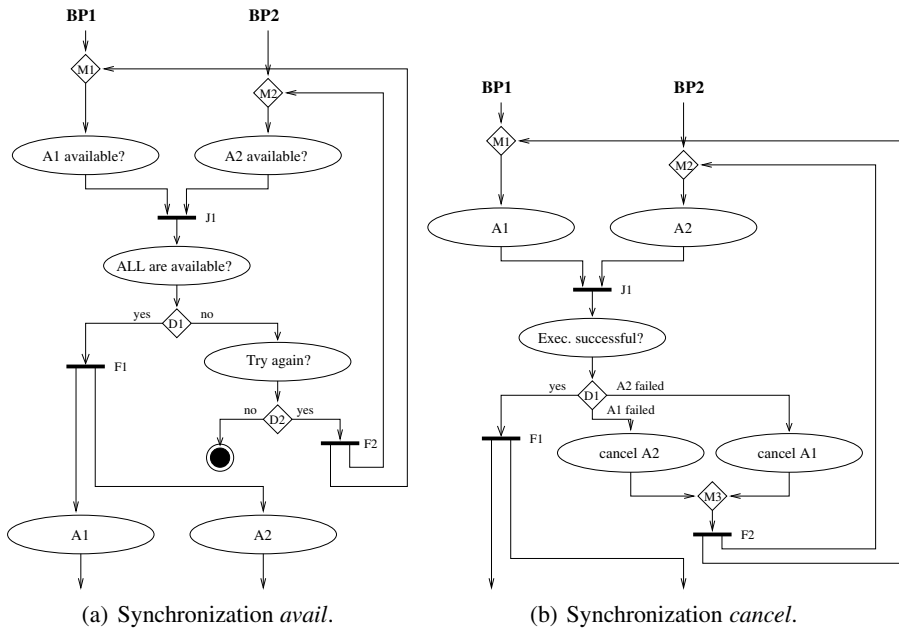 BP1
BP2
M1
M2
A1 available?
A2 available?
J1
ALL are available?
yes
D1
no
F1
Try again?
no
D2
yes
F2
A1
A2
(a) Synchronization avail.
BP1
BP2
M1
M2
A1
A2
J1
Exec. successful?
yes
D1
A2 failed
A1 failed
F1
cancel A2
cancel A1
M3
F2
(b) Synchronization cancel.